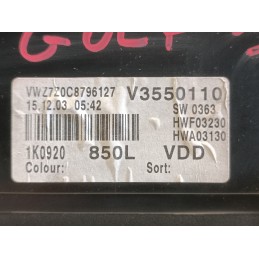 GOLF
VWZ7Z0C8796127 V3550110
15.12.03 05:42 SW 0363
HWF03230
HWA03130
1K0920 850L VDD
Colour: Sort: